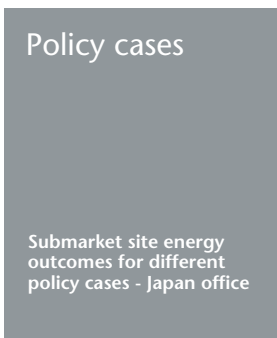 Policy cases
Submarket site energy
outcomes for different
policy cases - Japan office